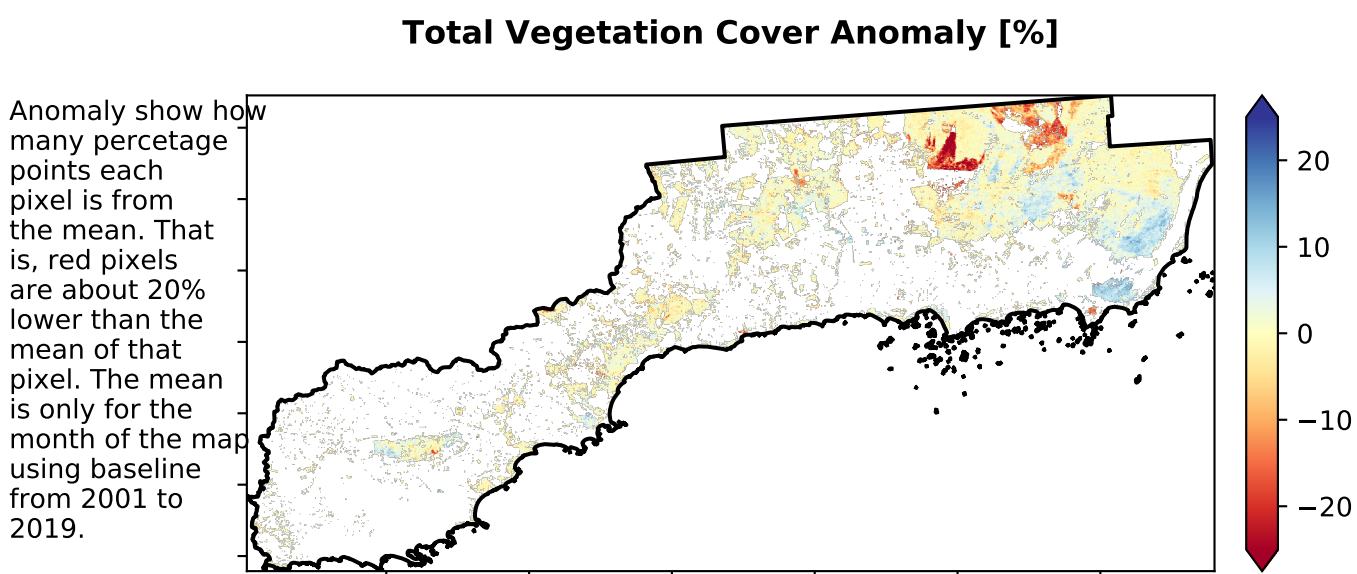 Total Vegetation Cover Anomaly [%]
Anomaly show how
many percetage
points each
pixel is from
the mean. That
is, red pixels
are about 20%
lower than the
mean of that
pixel. The mean
is only for the
month of the map
using baseline
from 2001 to
2019.
20
10
0
−10
−20